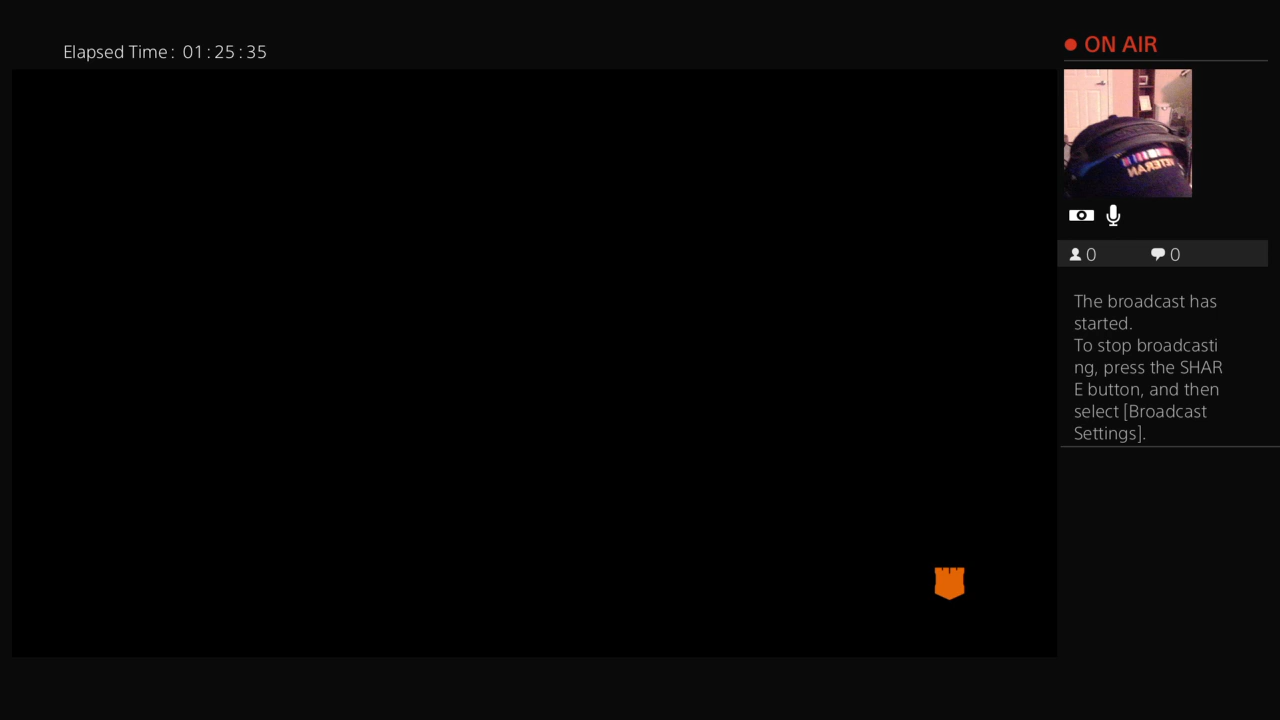 Elapsed Time: 01:25:35
ON AIR
VETERAN
0
0
The broadcast has
started.
To stop broadcasti
ng, press the SHAR
E button, and then
select [Broadcast
Settings].